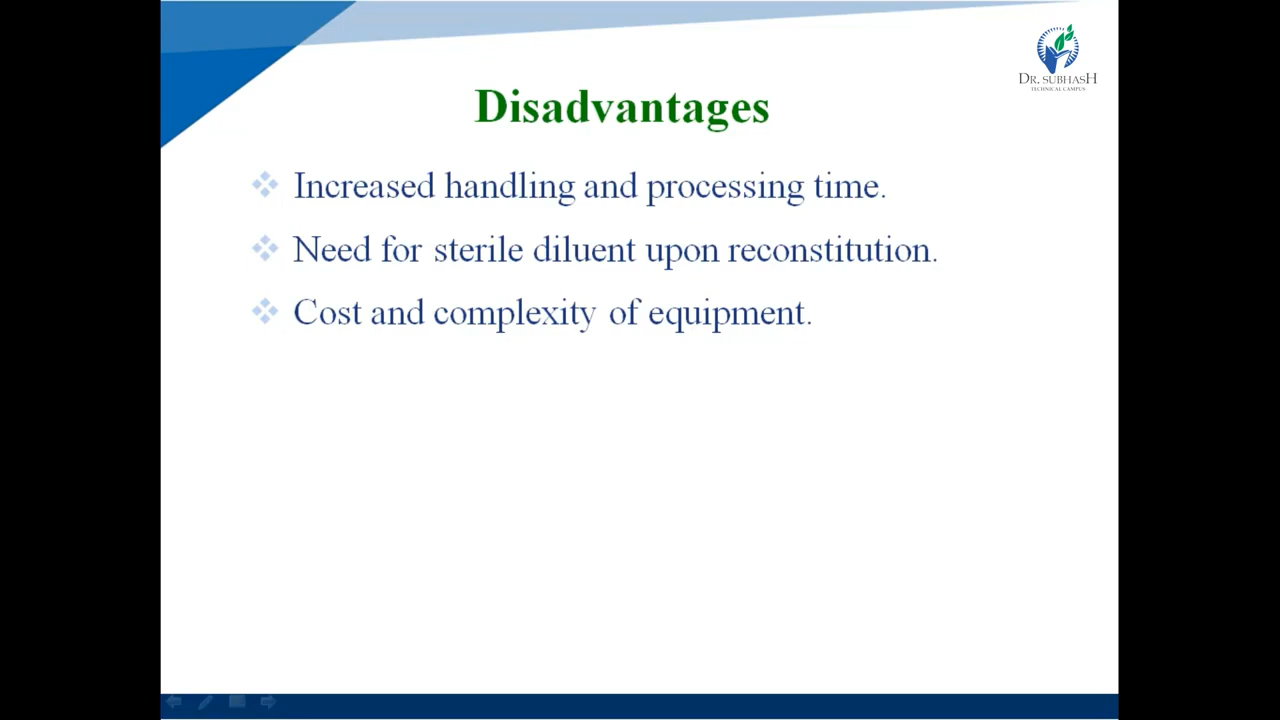 DR. SUBHASH
TECHNICAL CAMPUS
Disadvantages
Increased handling and processing time.
Need for sterile diluent upon reconstitution.
Cost and complexity of equipment.